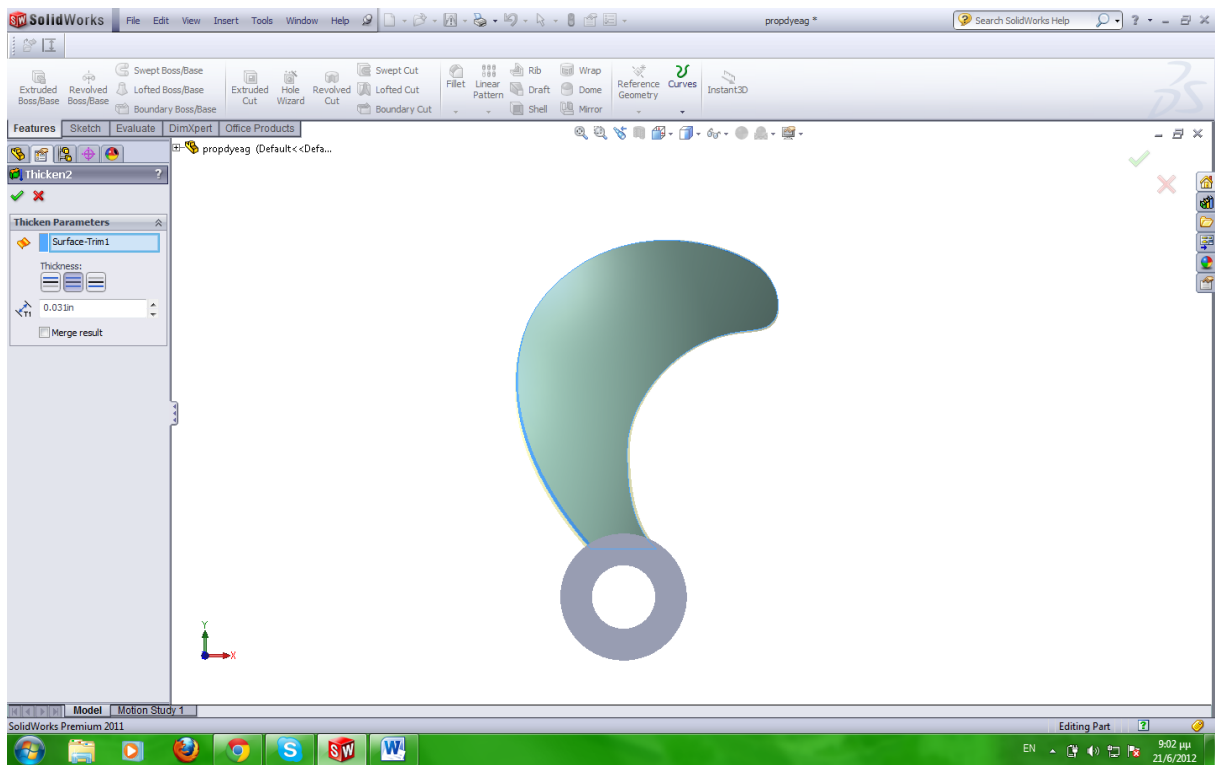 SolidWorks File Edit View Insert Tools Window Help propdyeag * Search SolidWorks Help ?
Extruded Boss/Base
Revolved Boss/Base
Swept Boss/Base
Lofted Boss/Base
Boundary Boss/Base
Extruded Cut
Hole Wizard
Revolved Cut
Swept Cut
Lofted Cut
Boundary Cut
Fillet
Linear Pattern
Rib
Draft
Shell
Wrap
Dome
Mirror
Reference Geometry
Curves
Instant3D
Features Sketch Evaluate DimXpert Office Products
propdyeag (Default<<Defa...
Thicken2 ?
Thicken Parameters
Surface-Trim1
Thickness:
T1 0.031in
Merge result
Y
X
Model Motion Study 1
SolidWorks Premium 2011 Editing Part ?
S SW W
EN 9:02 μμ
21/6/2012